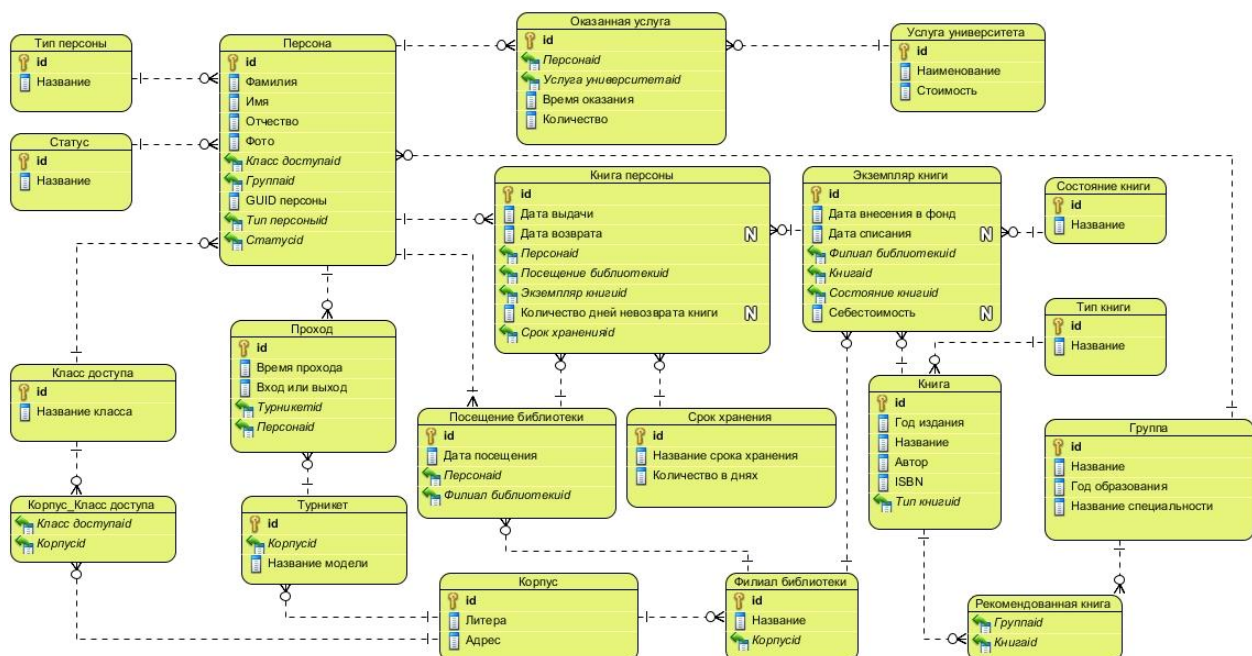 Тип персоны
id
Название
Статус
id
Название
Персона
id
Фамилия
Имя
Отчество
Фото
Класс доступаid
Группаid
GUID персоны
Тип персоныid
Статусid
Оказанная услуга
id
Персонаid
Услуга университетаid
Время оказания
Количество
Услуга университета
id
Наименование
Стоимость
Книга персоны
id
Дата выдачи
Дата возврата N
Персонаid
Посещение библиотекиid
Экземпляр книгиid
Количество дней невозврата книги N
Срок храненияid
Экземпляр книги
id
Дата внесения в фонд
Дата списания N
Филиал библиотекиid
Книгаid
Состояние книгиid
Себестоимость N
Состояние книги
id
Название
Тип книги
id
Название
Проход
id
Время прохода
Вход или выход
Турникетid
Персонаid
Класс доступа
id
Название класса
Посещение библиотеки
id
Дата посещения
Персонаid
Филиал библиотекиid
Срок хранения
id
Название срока хранения
Количество в днях
Книга
id
Год издания
Название
Автор
ISBN
Тип книгиid
Группа
id
Название
Год образования
Название специальности
Корпус_Класс доступа
Класс доступаid
Корпусid
Турникет
id
Корпусid
Название модели
Корпус
id
Литера
Адрес
Филиал библиотеки
id
Название
Корпусid
Рекомендованная книга
Группаid
Книгаid